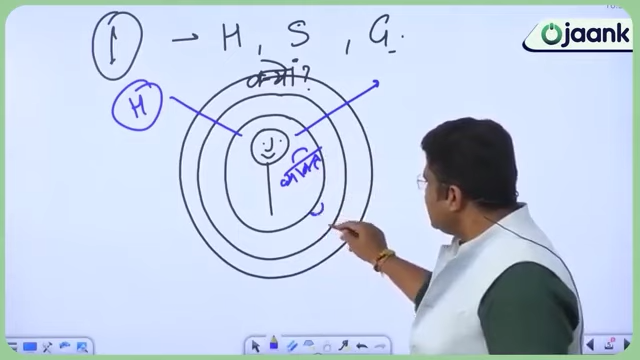 Ojaank
I → H, S, G.
क्यों?
H
व्यक्ति